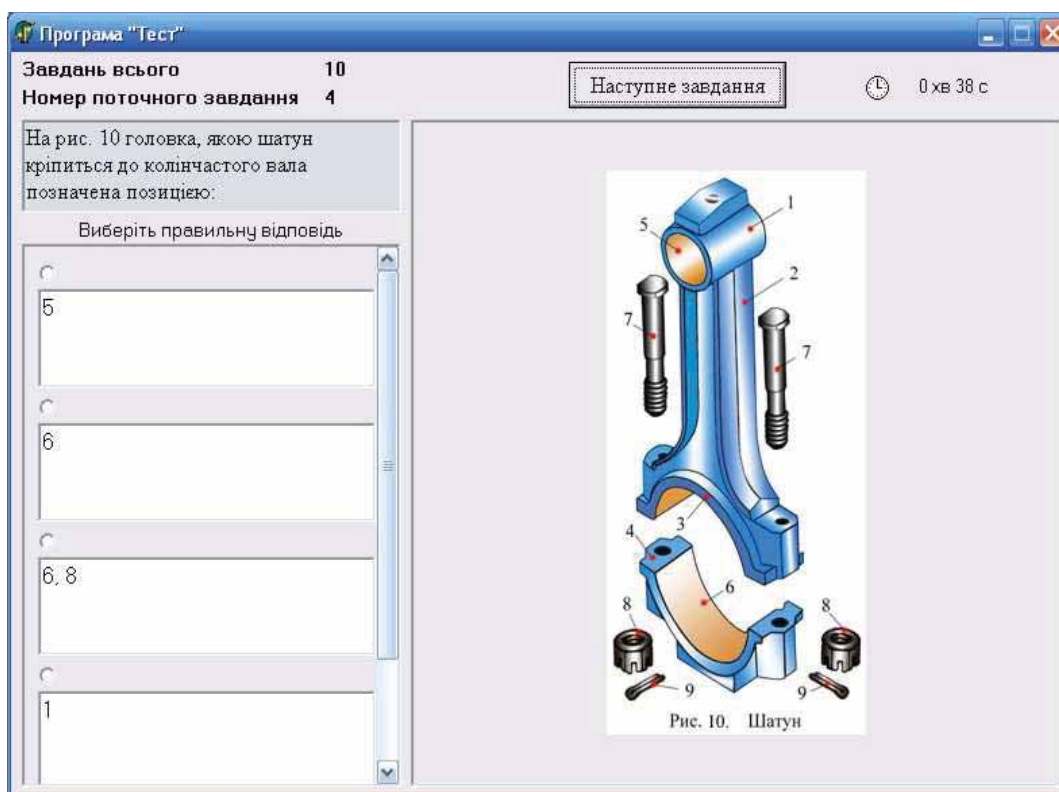 Програма "Тест"
Завдань всього 10
Номер поточного завдання 4
Наступне завдання
0 хв 38 с
На рис. 10 головка, якою шатун
кріпиться до колінчастого вала
позначена позицією:
Виберіть правильну відповідь
5
6
6, 8
1
1
5
2
7
7
3
4
6
8
8
9
9
Рис. 10. Шатун